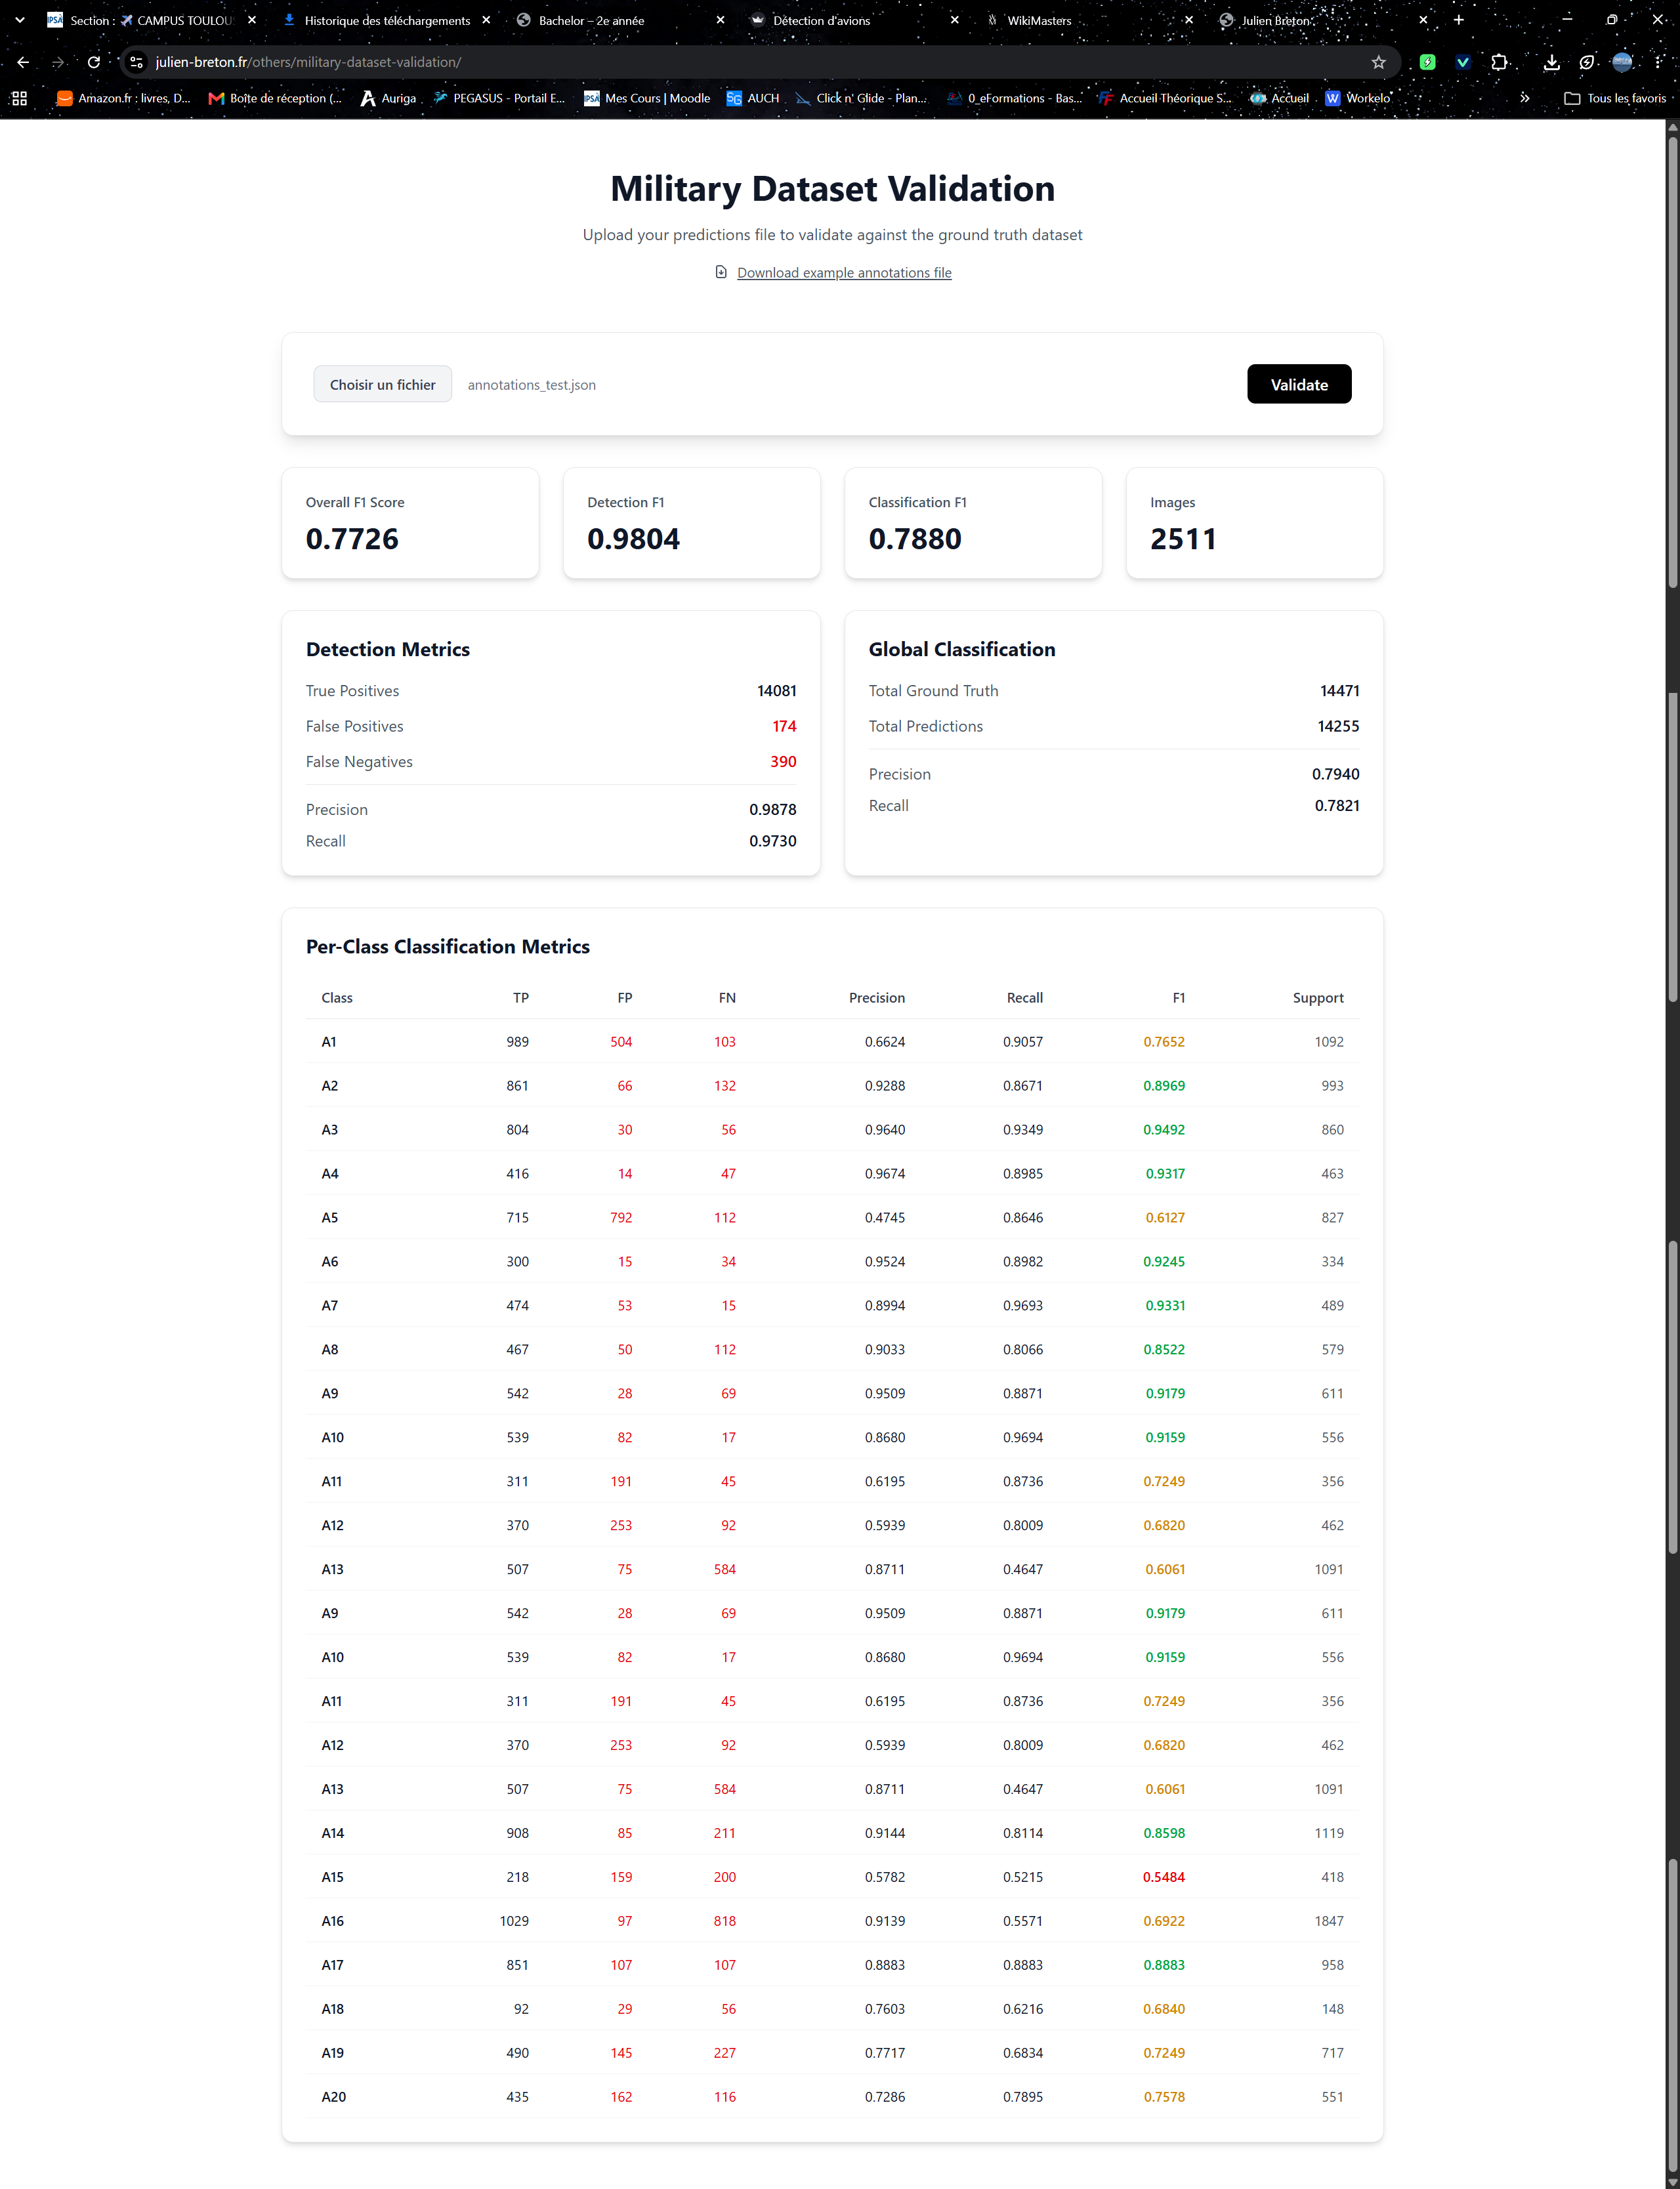 Section : ✈️ CAMPUS TOULOU
Historique des téléchargements
Bachelor – 2e année
Détection d'avions
WikiMasters
Julien Breton
julien-breton.fr/others/military-dataset-validation/
Amazon.fr : livres, D...
Boîte de réception (...
Auriga
PEGASUS - Portail E...
Mes Cours | Moodle
AUCH
Click n' Glide - Plan...
0_eFormations - Bas...
Accueil Théorique S...
Accueil
Workelo
Tous les favoris
Military Dataset Validation
Upload your predictions file to validate against the ground truth dataset
Download example annotations file
Choisir un fichier annotations_test.json Validate
Overall F1 Score Detection F1 Classification F1 Images
0.7726 0.9804 0.7880 2511
Detection Metrics
True Positives 14081
False Positives 174
False Negatives 390
Precision 0.9878
Recall 0.9730
Global Classification
Total Ground Truth 14471
Total Predictions 14255
Precision 0.7940
Recall 0.7821
Per-Class Classification Metrics
Class TP FP FN Precision Recall F1 Support
A1 989 504 103 0.6624 0.9057 0.7652 1092
A2 861 66 132 0.9288 0.8671 0.8969 993
A3 804 30 56 0.9640 0.9349 0.9492 860
A4 416 14 47 0.9674 0.8985 0.9317 463
A5 715 792 112 0.4745 0.8646 0.6127 827
A6 300 15 34 0.9524 0.8982 0.9245 334
A7 474 53 15 0.8994 0.9693 0.9331 489
A8 467 50 112 0.9033 0.8066 0.8522 579
A9 542 28 69 0.9509 0.8871 0.9179 611
A10 539 82 17 0.8680 0.9694 0.9159 556
A11 311 191 45 0.6195 0.8736 0.7249 356
A12 370 253 92 0.5939 0.8009 0.6820 462
A13 507 75 584 0.8711 0.4647 0.6061 1091
A9 542 28 69 0.9509 0.8871 0.9179 611
A10 539 82 17 0.8680 0.9694 0.9159 556
A11 311 191 45 0.6195 0.8736 0.7249 356
A12 370 253 92 0.5939 0.8009 0.6820 462
A13 507 75 584 0.8711 0.4647 0.6061 1091
A14 908 85 211 0.9144 0.8114 0.8598 1119
A15 218 159 200 0.5782 0.5215 0.5484 418
A16 1029 97 818 0.9139 0.5571 0.6922 1847
A17 851 107 107 0.8883 0.8883 0.8883 958
A18 92 29 56 0.7603 0.6216 0.6840 148
A19 490 145 227 0.7717 0.6834 0.7249 717
A20 435 162 116 0.7286 0.7895 0.7578 551